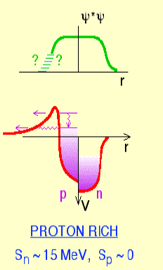 ψ*ψ
? ?
r
r
p n
V
PROTON RICH
Sn ~ 15 MeV, Sp ~ 0